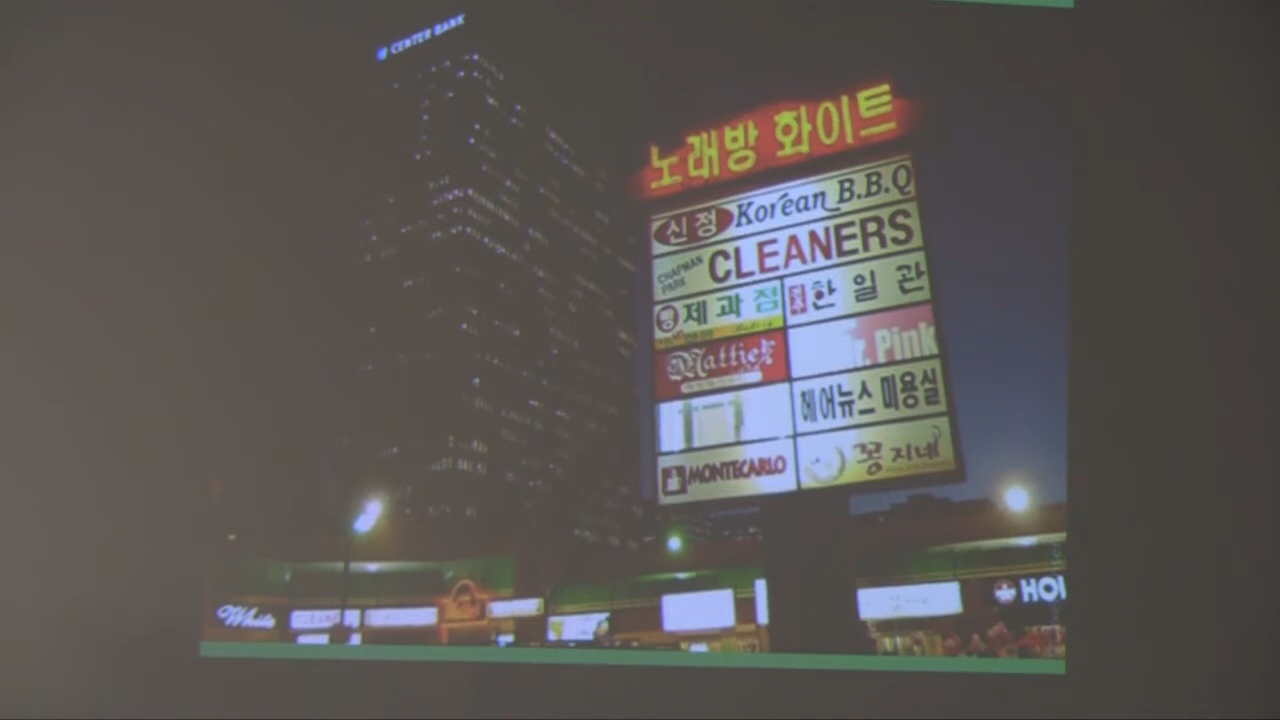 CENTER BANK
노래방 화이트
신정 Korean B.B.Q
CHAPMAN PARK CLEANERS
제과점
한일관
Mattie's
r. Pink
헤어뉴스 미용실
MONTECARLO
꽁지네
White
CLEANERS
HO